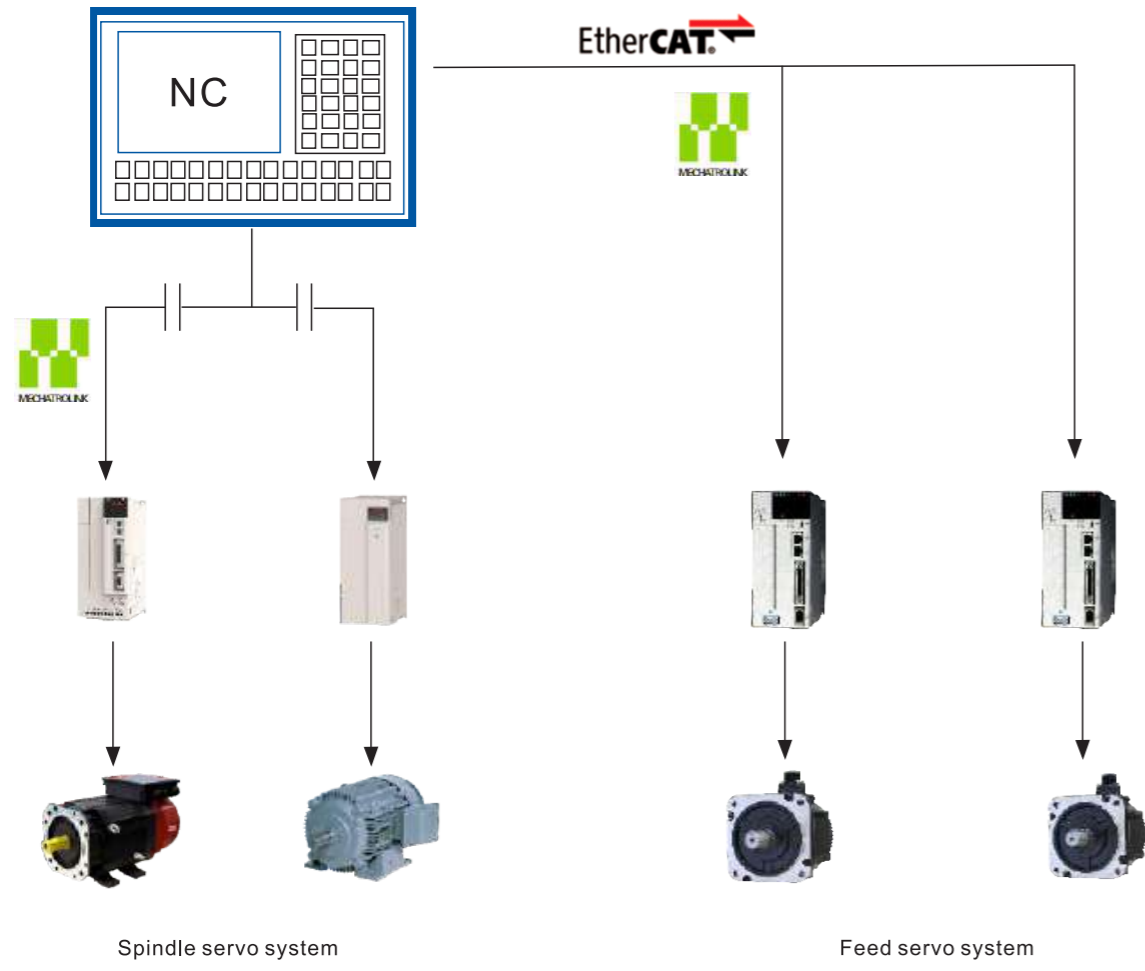 NC
EtherCAT.
MECHATROLINK
MECHATROLINK
Spindle servo system
Feed servo system